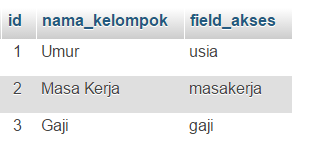 id nama_kelompok field_akses
1 Umur usia
2 Masa Kerja masakerja
3 Gaji gaji